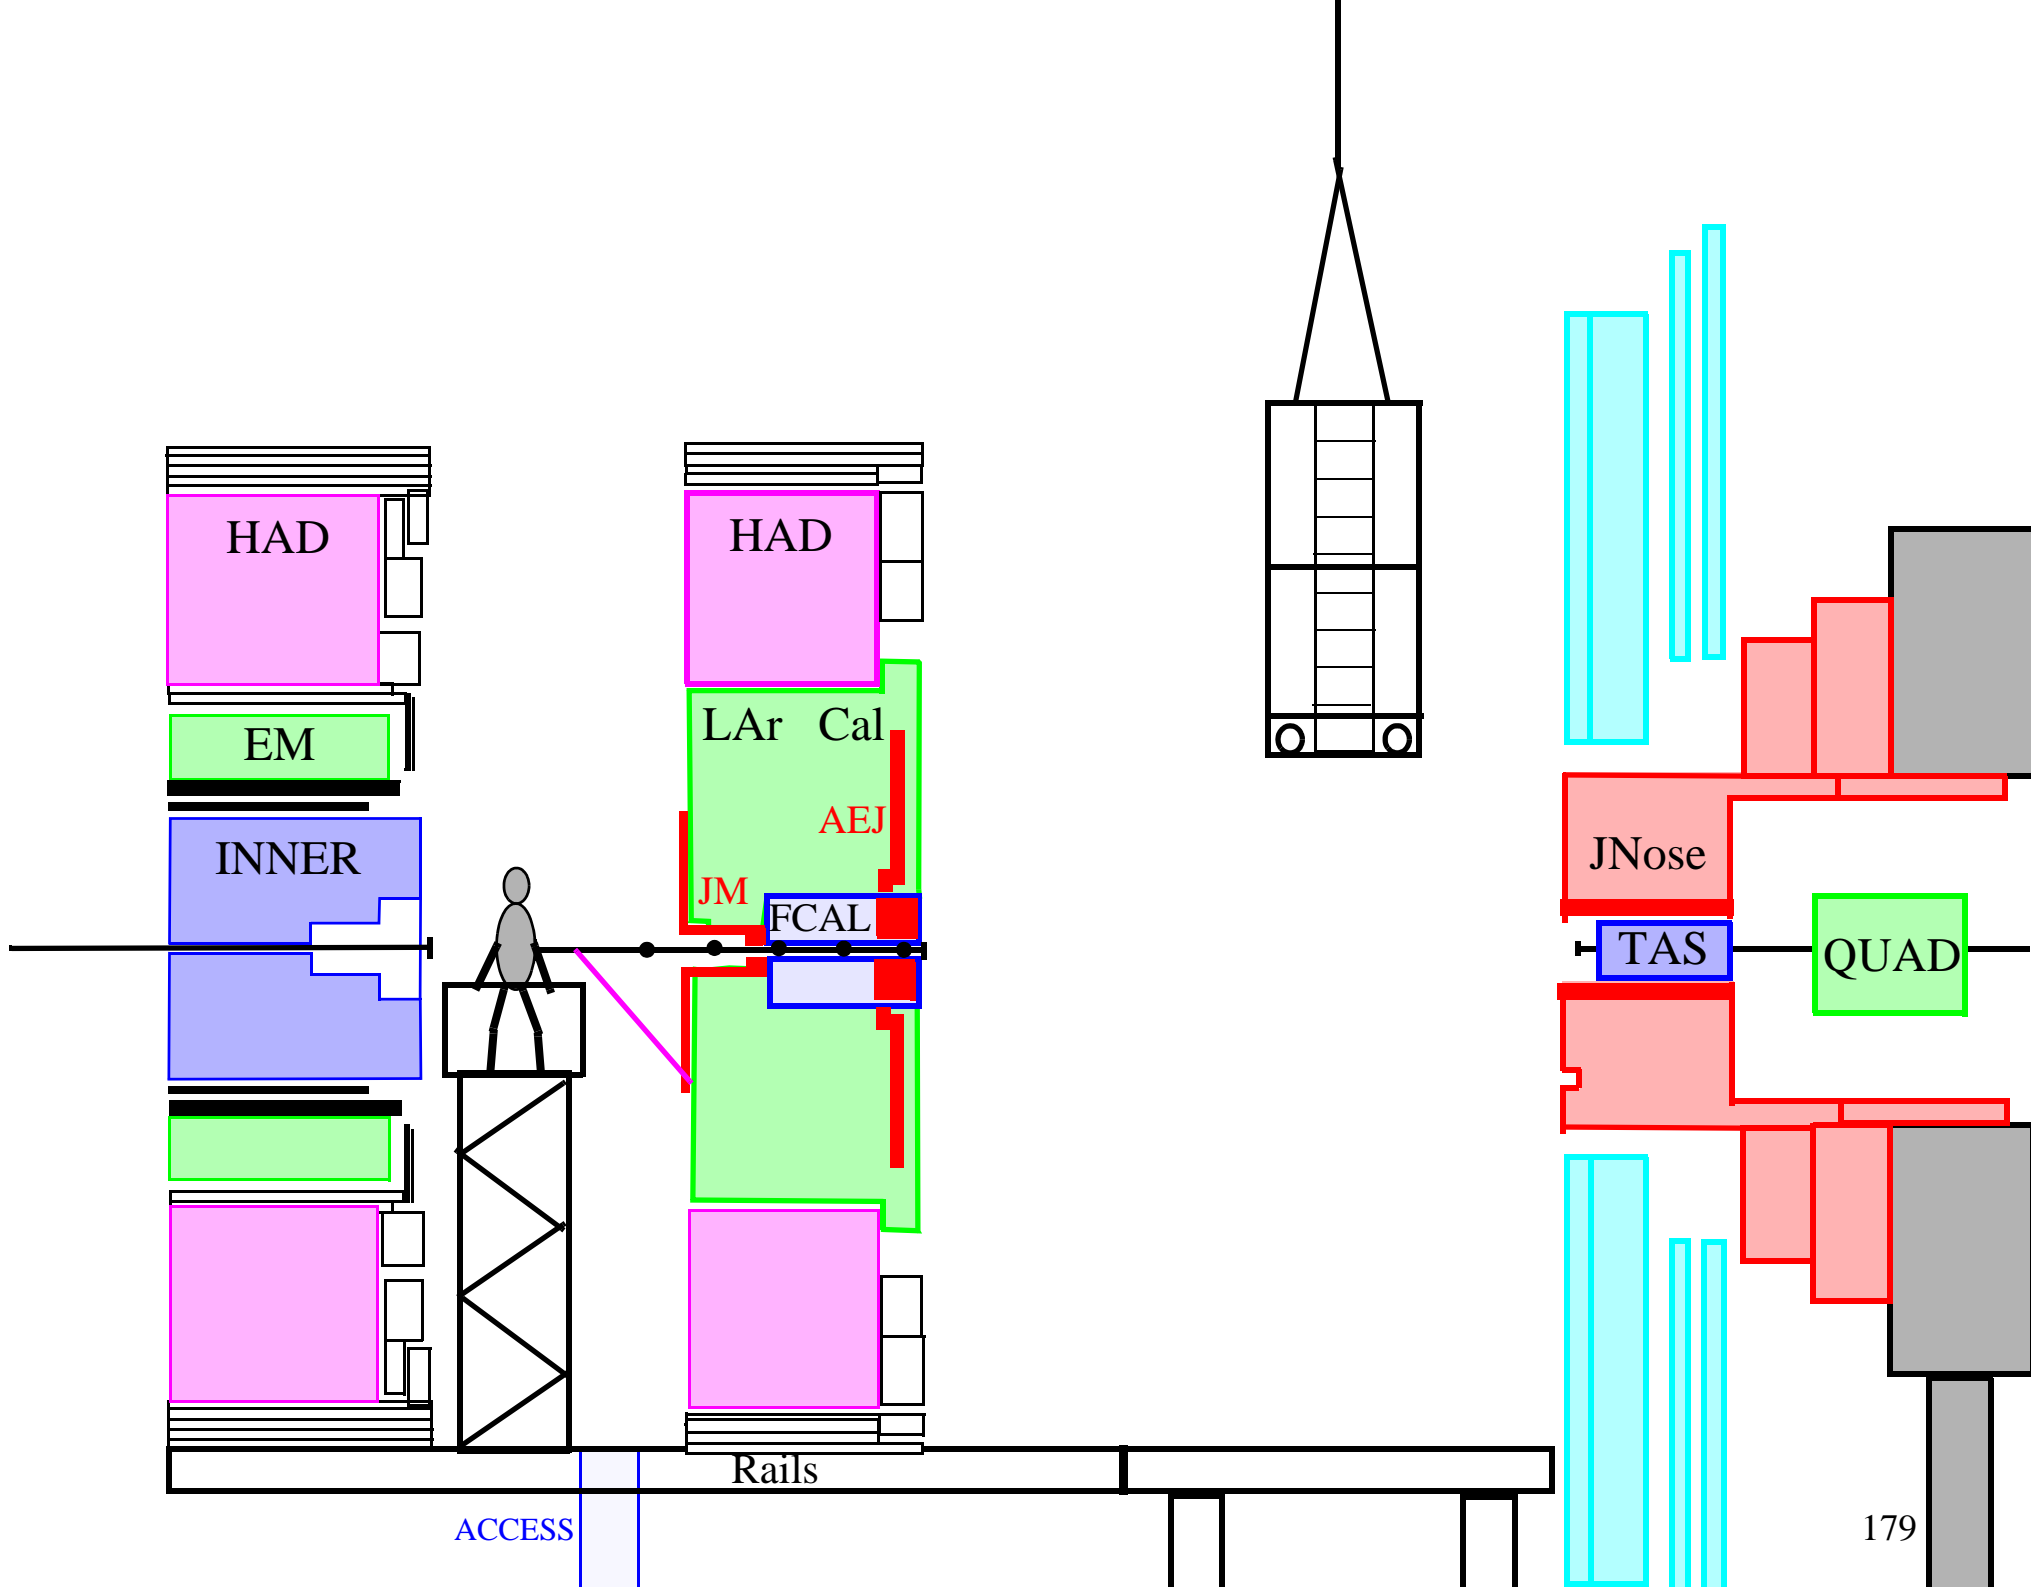 HAD
HAD
LAr Cal
EM
AEJ
INNER
JNose
JM
FCAL
TAS
QUAD
Rails
ACCESS
179